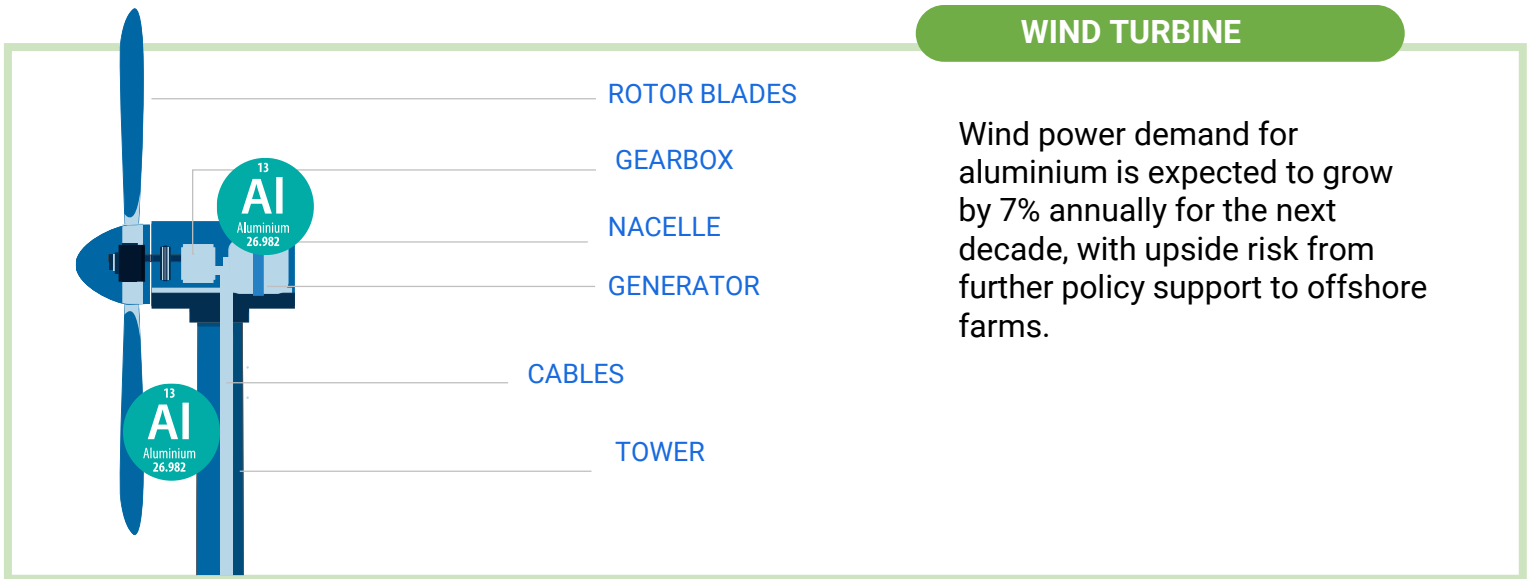 WIND TURBINE
ROTOR BLADES
GEARBOX
NACELLE
GENERATOR
CABLES
TOWER
13
Al
Aluminium
26.982
13
Al
Aluminium
26.982
Wind power demand for
aluminium is expected to grow
by 7% annually for the next
decade, with upside risk from
further policy support to offshore
farms.